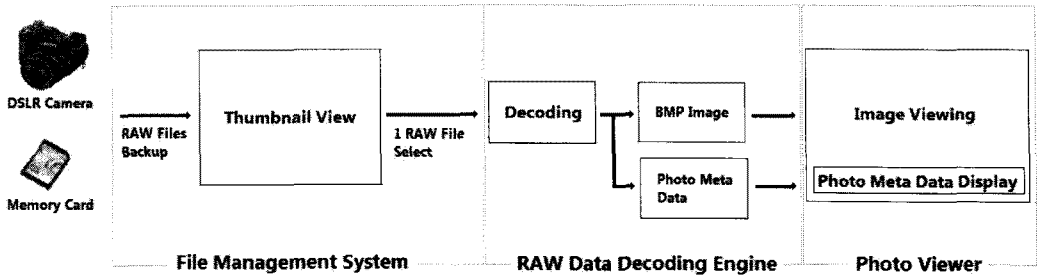 DSLR Camera
Memory Card
RAW Files
Backup
Thumbnail View
1 RAW File
Select
File Management System
Decoding
BMP Image
Photo Meta
Data
RAW Data Decoding Engine
Image Viewing
Photo Meta Data Display
Photo Viewer